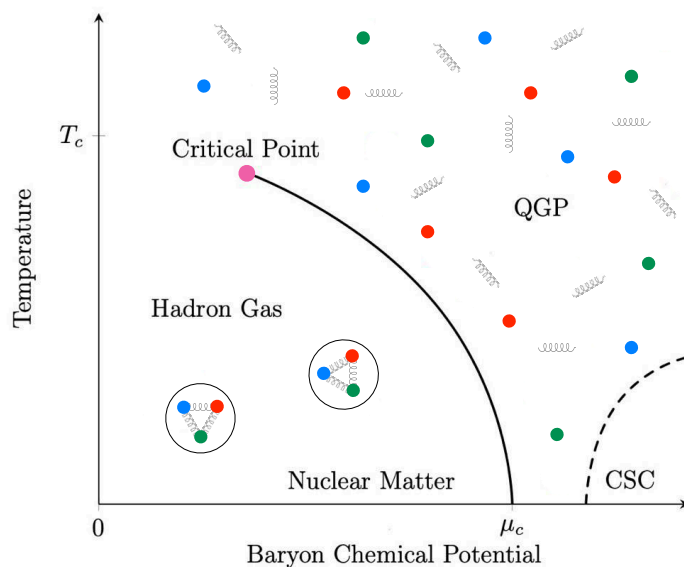 T_c
Critical Point
QGP
Temperature
Hadron Gas
Nuclear Matter
CSC
0
μ_c
Baryon Chemical Potential